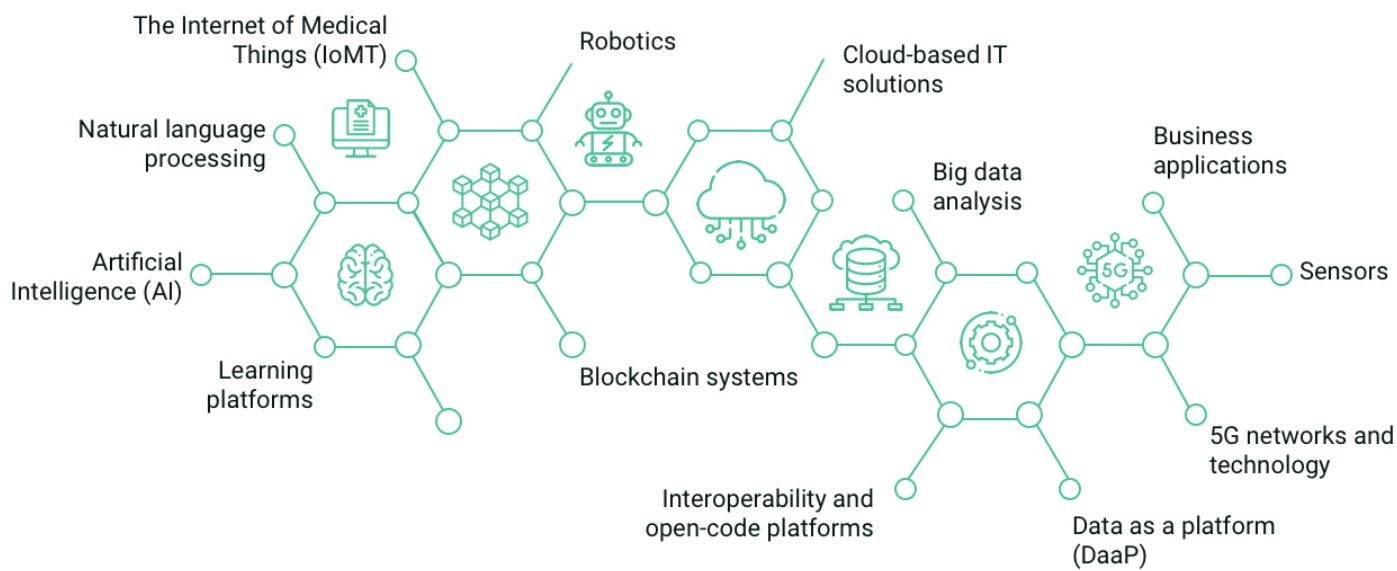 The Internet of Medical
Things (IoMT)
Robotics
Cloud-based IT
solutions
Natural language
processing
Business
applications
Big data
analysis
Artificial
Intelligence (AI)
5G
Sensors
Learning
platforms
Blockchain systems
5G networks and
technology
Interoperability and
open-code platforms
Data as a platform
(DaaP)